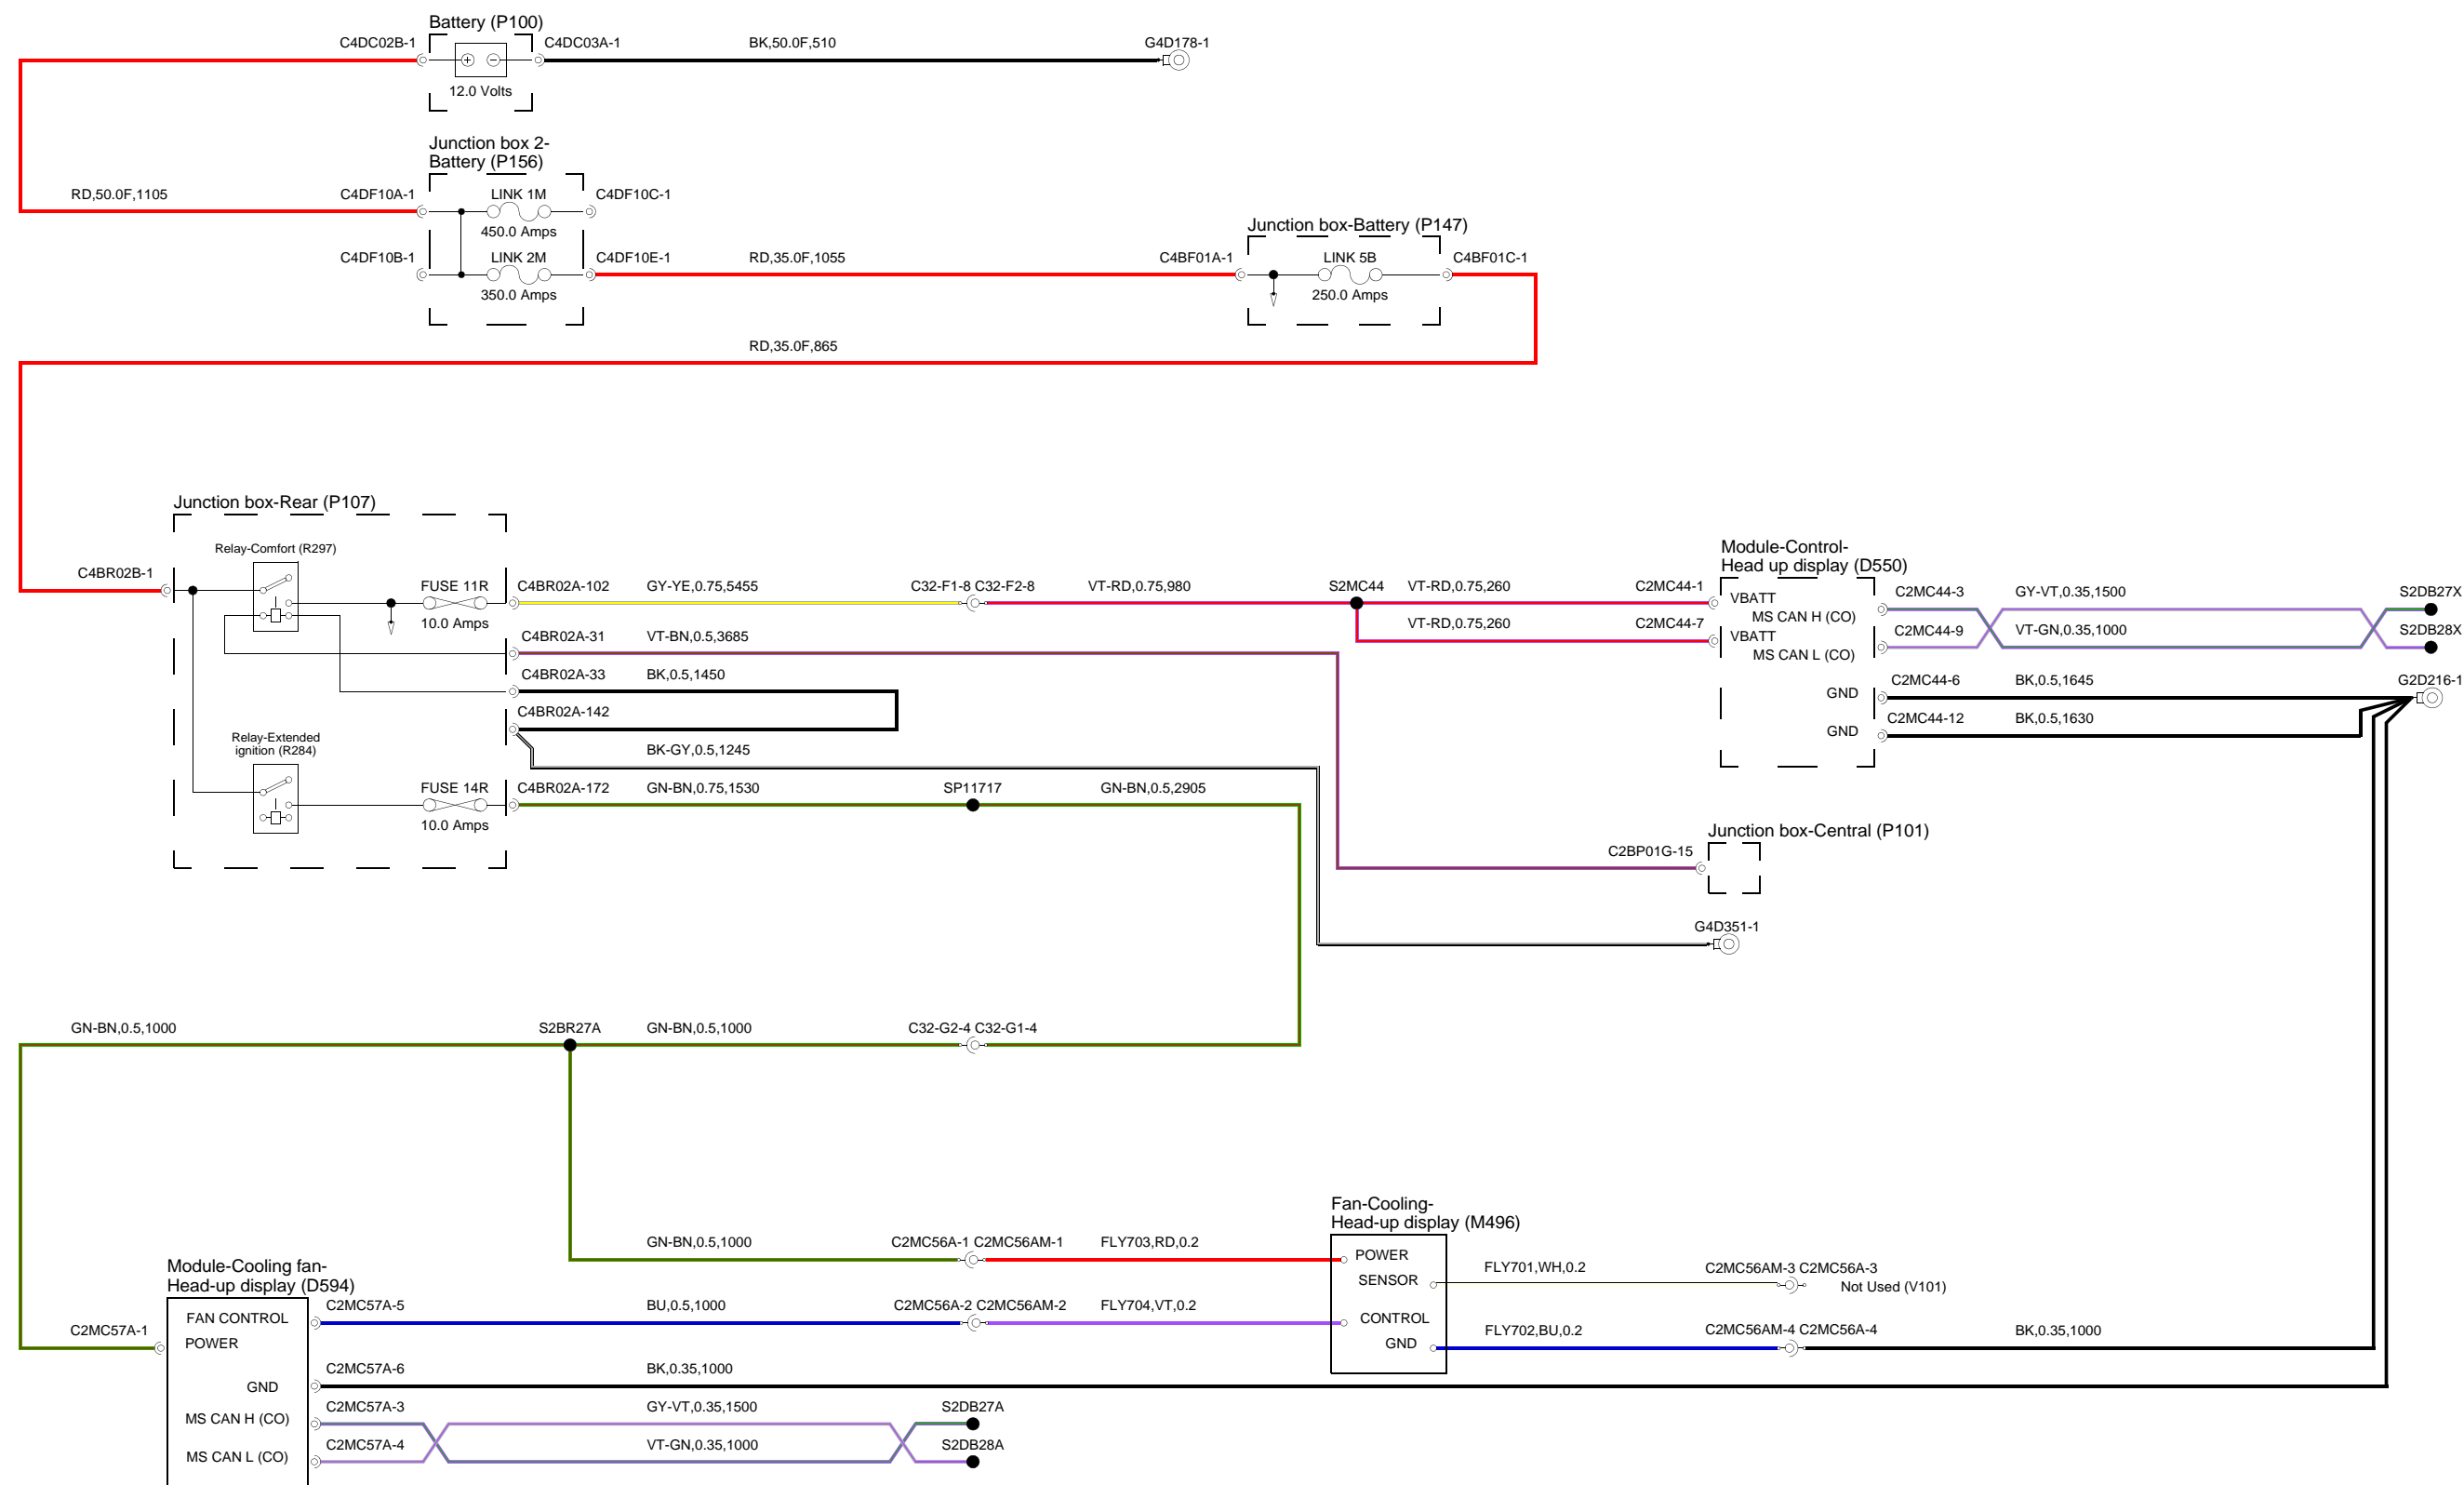 Battery (P100)
C4DC02B-1
C4DC03A-1
BK,50.0F,510
G4D178-1
12.0 Volts
Junction box 2-
Battery (P156)
RD,50.0F,1105
C4DF10A-1
LINK 1M
C4DF10C-1
450.0 Amps
C4DF10B-1
LINK 2M
C4DF10E-1
RD,35.0F,1055
350.0 Amps
Junction box-Battery (P147)
C4BF01A-1
LINK 5B
C4BF01C-1
250.0 Amps
RD,35.0F,865
Junction box-Rear (P107)
Relay-Comfort (R297)
C4BR02B-1
FUSE 11R
10.0 Amps
C4BR02A-102
GY-YE,0.75,5455
C32-F1-8 C32-F2-8
VT-RD,0.75,980
S2MC44
VT-RD,0.75,260
C2MC44-1
VT-RD,0.75,260
C2MC44-7
Module-Control-
Head up display (D550)
VBATT
MS CAN H (CO)
VBATT
MS CAN L (CO)
GND
GND
C2MC44-3
GY-VT,0.35,1500
S2DB27X
C2MC44-9
VT-GN,0.35,1000
S2DB28X
C2MC44-6
BK,0.5,1645
G2D216-1
C2MC44-12
BK,0.5,1630
C4BR02A-31
VT-BN,0.5,3685
C4BR02A-33
BK,0.5,1450
C4BR02A-142
BK-GY,0.5,1245
Relay-Extended
ignition (R284)
FUSE 14R
10.0 Amps
C4BR02A-172
GN-BN,0.75,1530
SP11717
GN-BN,0.5,2905
Junction box-Central (P101)
C2BP01G-15
G4D351-1
GN-BN,0.5,1000
S2BR27A
GN-BN,0.5,1000
C32-G2-4 C32-G1-4
Fan-Cooling-
Head-up display (M496)
GN-BN,0.5,1000
C2MC56A-1 C2MC56AM-1
FLY703,RD,0.2
POWER
SENSOR
CONTROL
GND
FLY701,WH,0.2
C2MC56AM-3 C2MC56A-3
Not Used (V101)
Module-Cooling fan-
Head-up display (D594)
C2MC57A-1
FAN CONTROL
POWER
GND
MS CAN H (CO)
MS CAN L (CO)
C2MC57A-5
BU,0.5,1000
C2MC56A-2 C2MC56AM-2
FLY704,VT,0.2
FLY702,BU,0.2
C2MC56AM-4 C2MC56A-4
BK,0.35,1000
C2MC57A-6
BK,0.35,1000
C2MC57A-3
GY-VT,0.35,1500
S2DB27A
C2MC57A-4
VT-GN,0.35,1000
S2DB28A